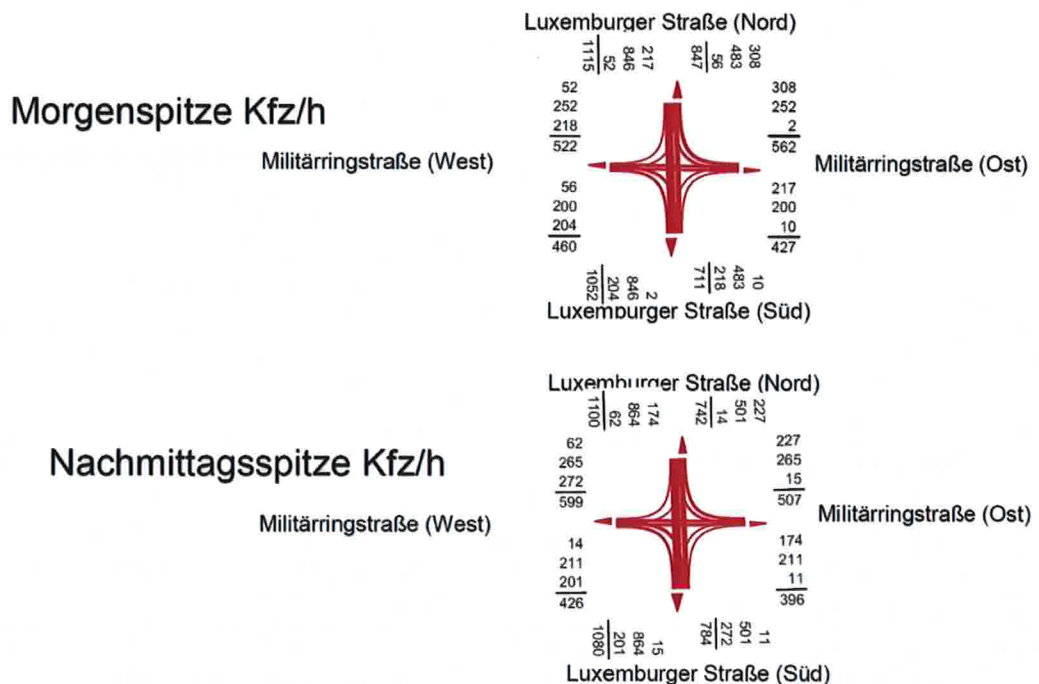 Luxemburger Straße (Nord)
1115 52 846 217
847 56 483 308
Morgenspitze Kfz/h
52
252
218
522
308
252
2
562
Militärringstraße (West)
Militärringstraße (Ost)
56
200
204
460
217
200
10
427
1052 204 846 2
711 218 483 10
Luxemburger Straße (Süd)
Luxemburger Straße (Nord)
1100 62 864 174
742 14 501 227
Nachmittagsspitze Kfz/h
62
265
272
599
227
265
15
507
Militärringstraße (West)
Militärringstraße (Ost)
14
211
201
426
174
211
11
396
1080 201 864 15
784 272 501 11
Luxemburger Straße (Süd)